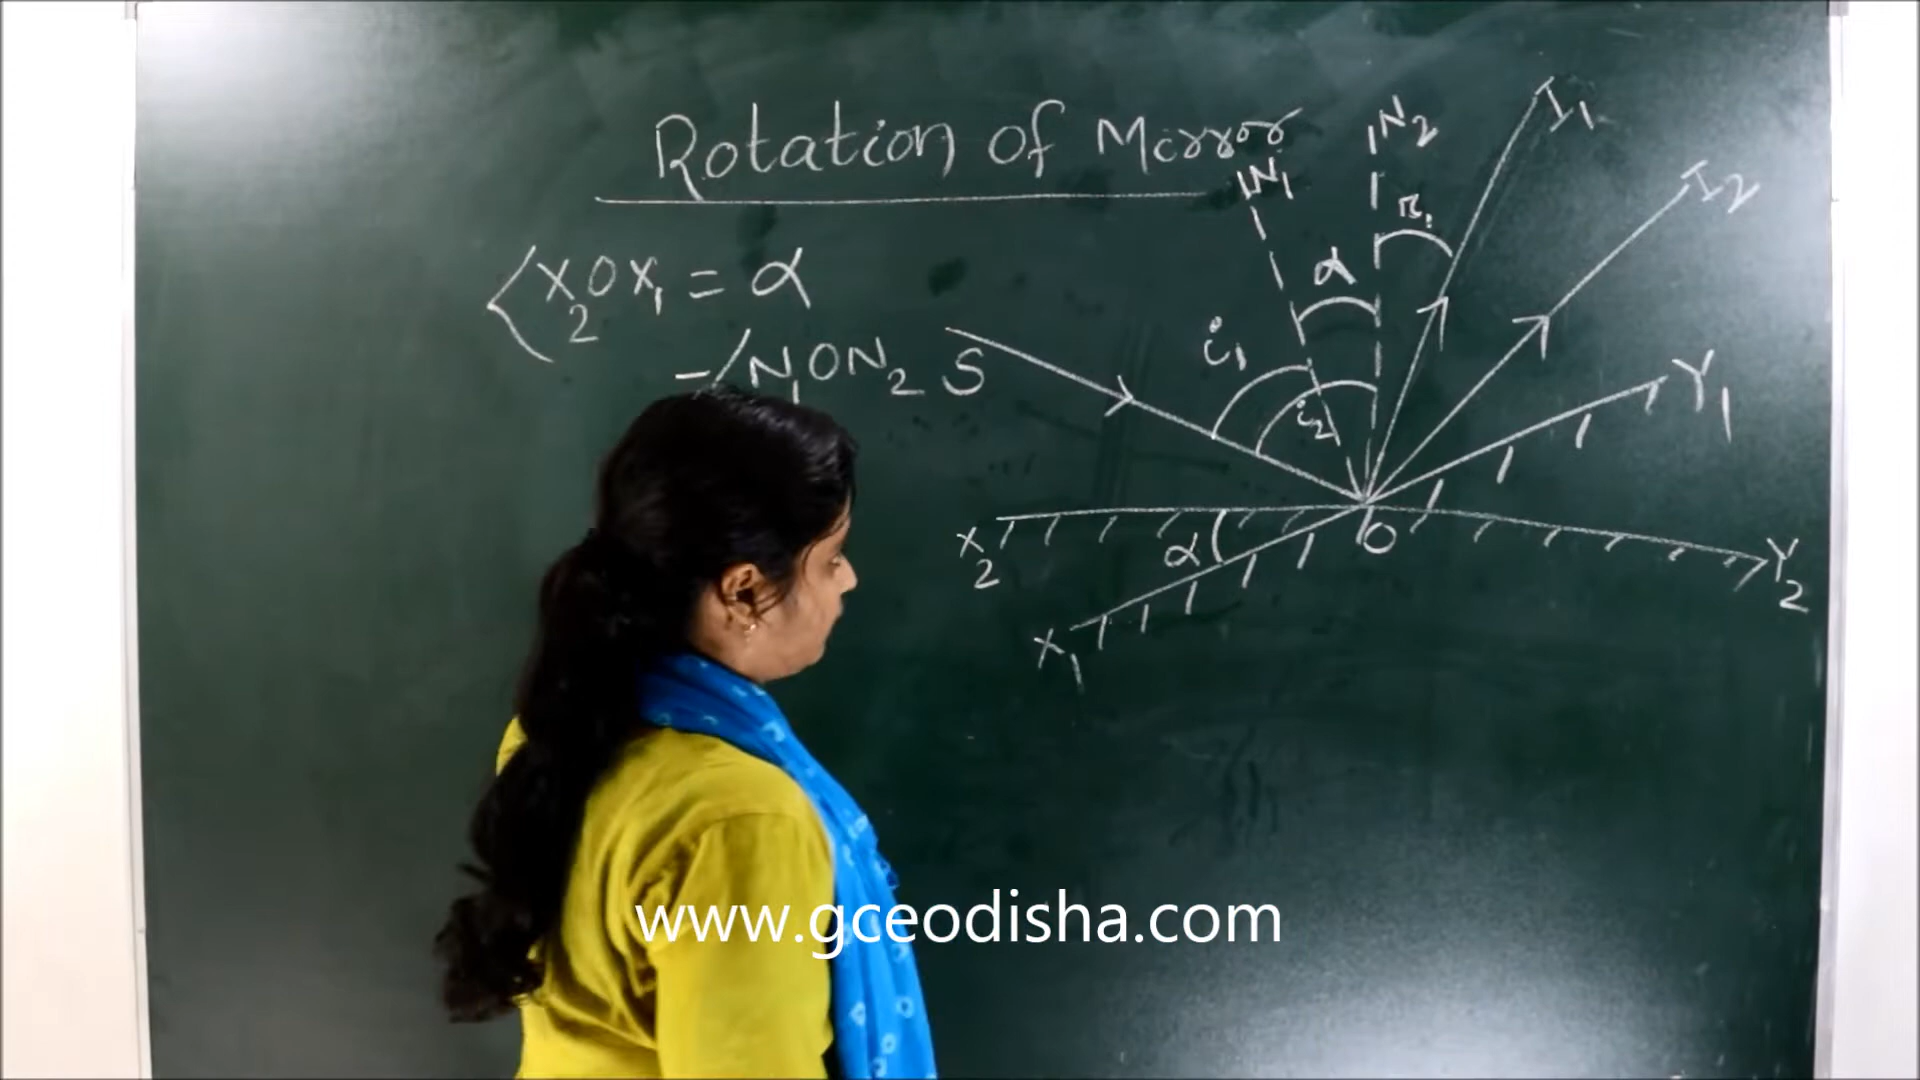 Rotation of Mirror
∠X₂OX₁ = α
= ∠N₁ON₂
S
N₁
N₂
I₁
I₂
r₁
α
i₁
i₂
Y₁
X₂
α
O
Y₂
X₁
www.gceodisha.com